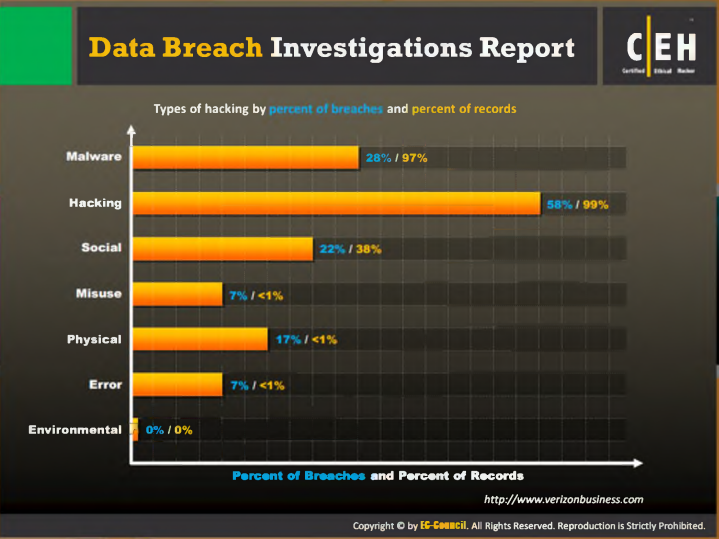 Data Breach Investigations Report
C|EH
Certified Ethical Hacker
Types of hacking by percent of breaches and percent of records
Malware 28% / 97%
Hacking 58% / 99%
Social 22% / 38%
Misuse 7% / <1%
Physical 17% / <1%
Error 7% / <1%
Environmental 0% / 0%
Percent of Breaches and Percent of Records
http://www.verizonbusiness.com
Copyright © by EC-Council. All Rights Reserved. Reproduction is Strictly Prohibited.